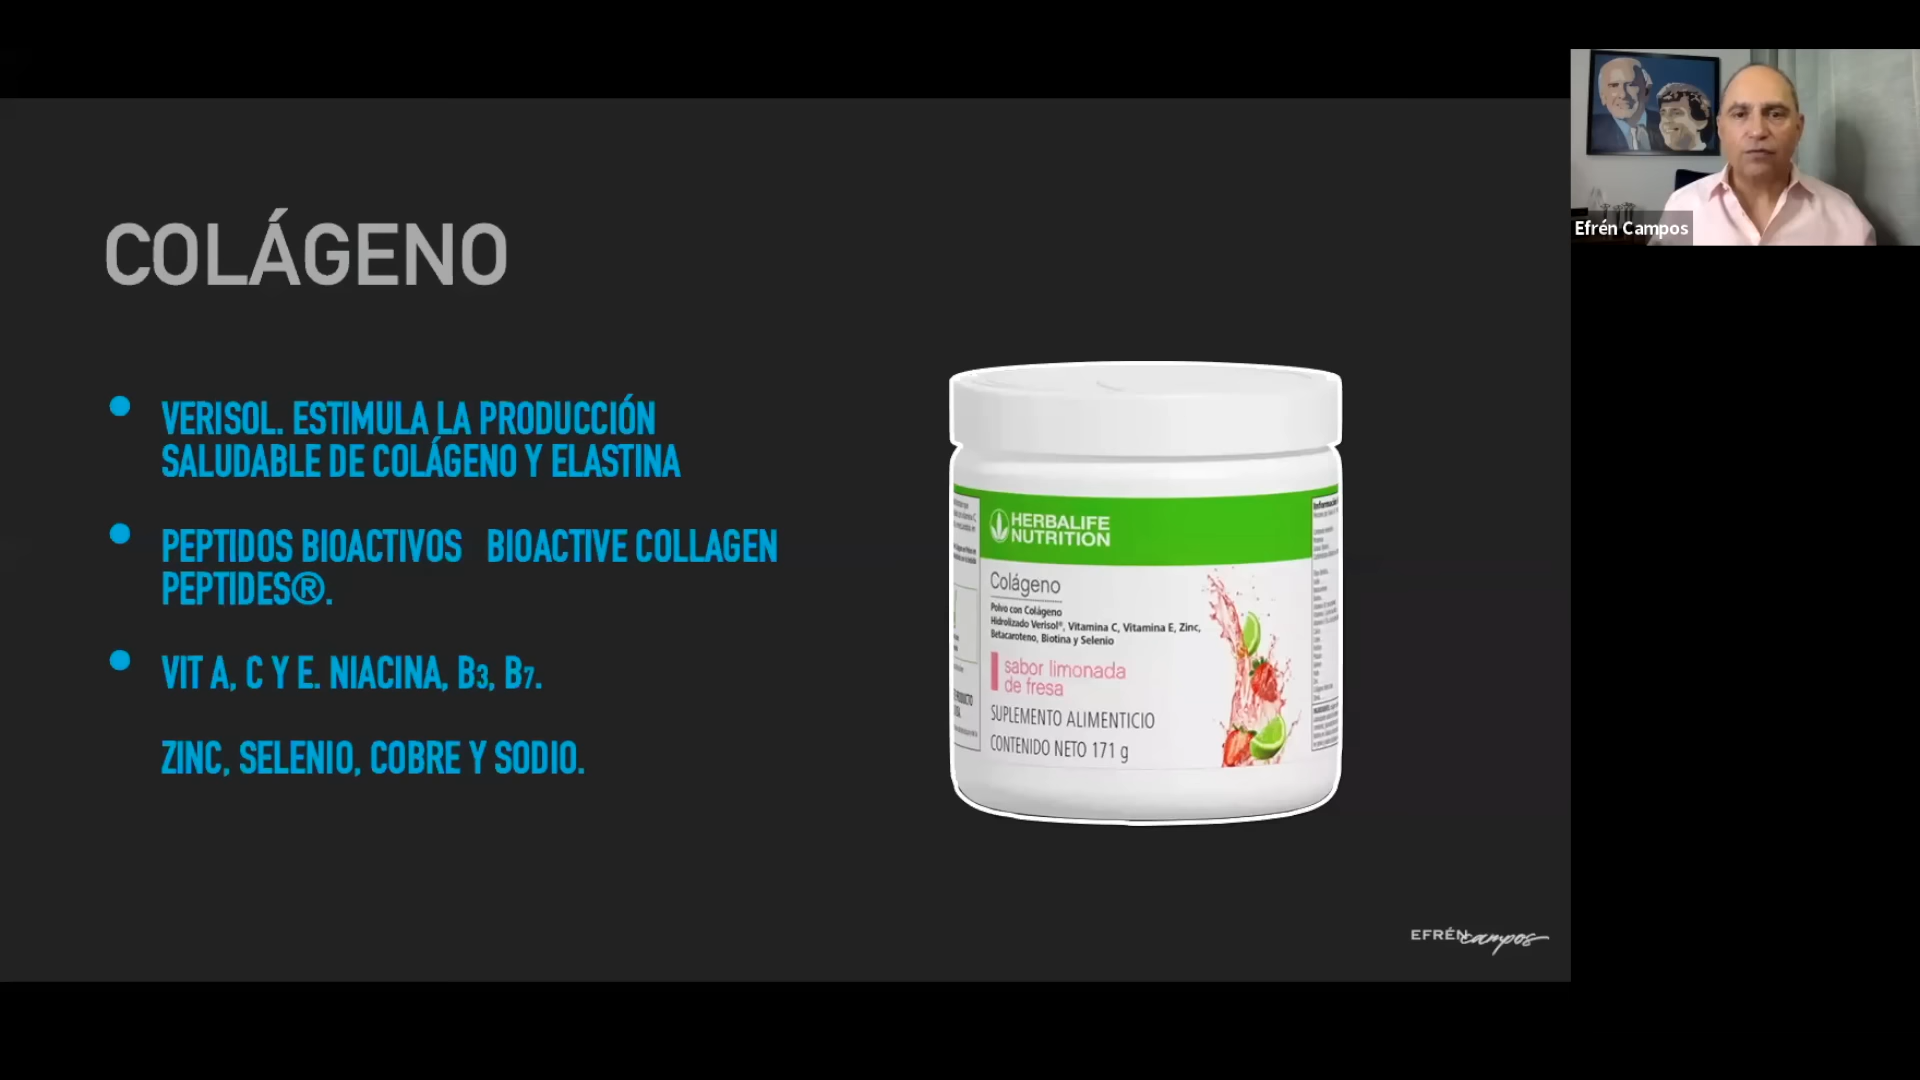 COLÁGENO
VERISOL. ESTIMULA LA PRODUCCIÓN
SALUDABLE DE COLÁGENO Y ELASTINA
PEPTIDOS BIOACTIVOS BIOACTIVE COLLAGEN
PEPTIDES®.
VIT A, C Y E. NIACINA, B3, B7.
ZINC, SELENIO, COBRE Y SODIO.
HERBALIFE
NUTRITION
Colágeno
Polvo con Colágeno
Hidrolizado Verisol®, Vitamina C, Vitamina E, Zinc,
Betacaroteno, Biotina y Selenio
sabor limonada
de fresa
SUPLEMENTO ALIMENTICIO
CONTENIDO NETO 171 g
EFRÉN campos
Efrén Campos